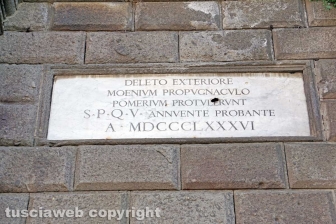 DELETO EXTERIORE
MOENIVM PROPVGNACVLO
POMERIVM PROTVLERVNT
S-P-Q-V-ANNVENTE PROBANTE
A-MDCCCLXXXVI
tusciaweb - copyright